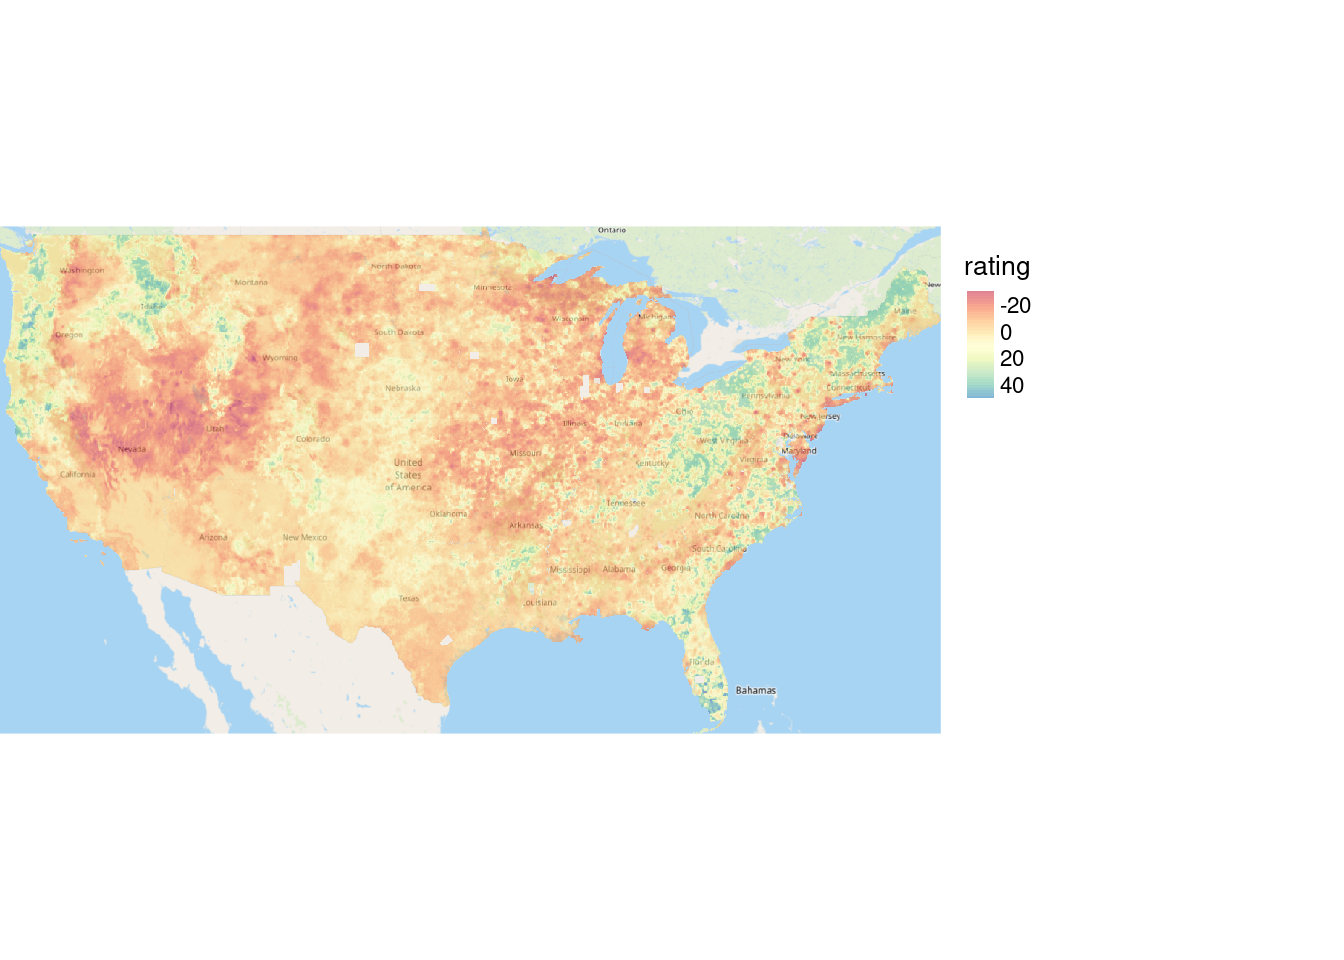 Ontario
Washington
Montana
North Dakota
Minnesota
New
Idaho
Oregon
Wisconsin
Michigan
Maine
South Dakota
New Hampshire
Wyoming
New York
Iowa
Massachusetts
Nebraska
Connecticut
Pennsylvania
Ohio
New Jersey
Utah
Illinois
Indiana
Nevada
Colorado
West Virginia
Delaware
Missouri
Maryland
United
States
of America
Kentucky
Virginia
California
Tennessee
Oklahoma
North Carolina
Arkansas
Arizona
New Mexico
South Carolina
Mississippi
Alabama
Georgia
Texas
Louisiana
Florida
Bahamas
rating
-20
0
20
40